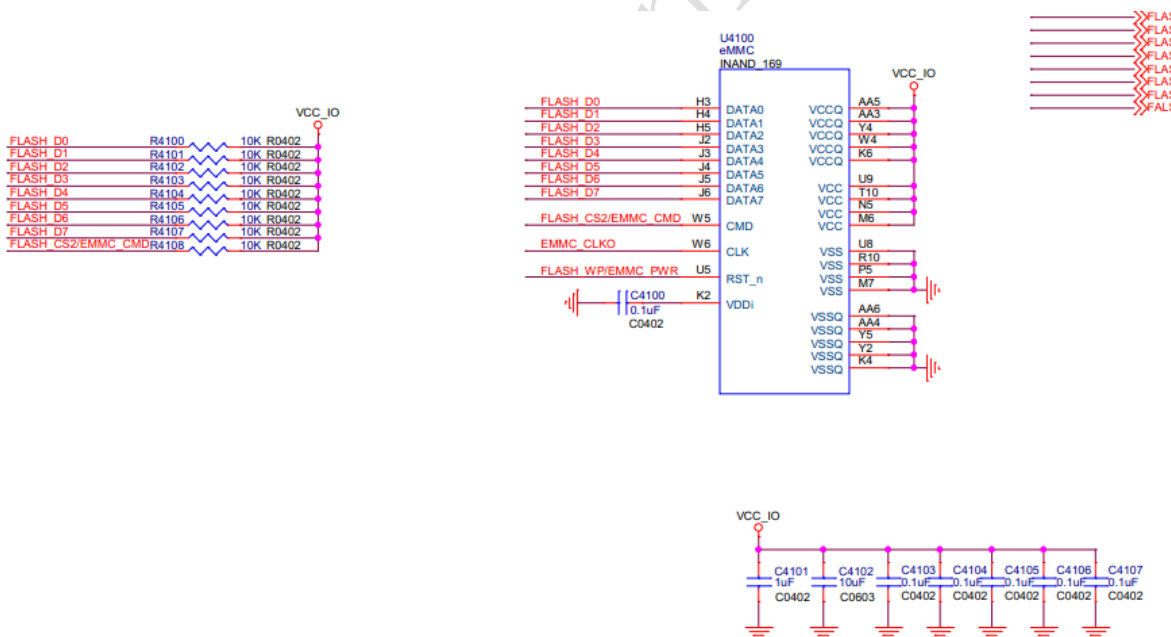 VCC_IO
FLASH_D0 R4100 10K R0402
FLASH_D1 R4101 10K R0402
FLASH_D2 R4102 10K R0402
FLASH_D3 R4103 10K R0402
FLASH_D4 R4104 10K R0402
FLASH_D5 R4105 10K R0402
FLASH_D6 R4106 10K R0402
FLASH_D7 R4107 10K R0402
FLASH_CS2/EMMC_CMD R4108 10K R0402
U4100
eMMC
INAND_169
VCC_IO
FLASH_D0 H3 DATA0 VCCQ AA5
FLASH_D1 H4 DATA1 VCCQ AA3
FLASH_D2 H5 DATA2 VCCQ Y4
FLASH_D3 J2 DATA3 VCCQ W4
FLASH_D4 J3 DATA4 VCCQ K6
FLASH_D5 J4 DATA5
FLASH_D6 J5 DATA6 VCC U9
FLASH_D7 J6 DATA7 VCC T10
VCC N5
FLASH_CS2/EMMC_CMD W5 CMD VCC M6
EMMC_CLKO W6 CLK VSS U8
VSS R10
FLASH_WP/EMMC_PWR U5 RST_n VSS P5
VSS M7
C4100 K2 VDDi
0.1uF
C0402
VSSQ AA6
VSSQ AA4
VSSQ Y5
VSSQ Y2
VSSQ K4
VCC_IO
C4101 C4102 C4103 C4104 C4105 C4106 C4107
1uF 10uF 0.1uF 0.1uF 0.1uF 0.1uF 0.1uF
C0402 C0603 C0402 C0402 C0402 C0402 C0402